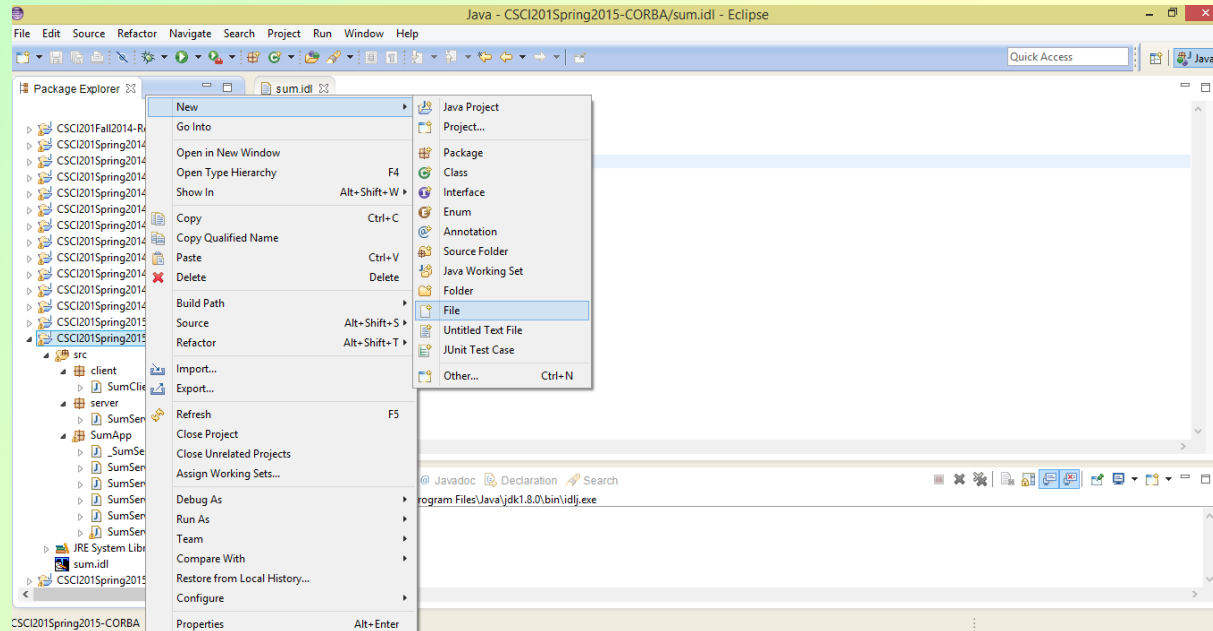 Java - CSCI201Spring2015-CORBA/sum.idl - Eclipse
File Edit Source Refactor Navigate Search Project Run Window Help
Quick Access
Java
Package Explorer
sum.idl
CSCI201Fall2014-R
CSCI201Spring2014
CSCI201Spring2014
CSCI201Spring2014
CSCI201Spring2014
CSCI201Spring2014
CSCI201Spring2014
CSCI201Spring2014
CSCI201Spring2014
CSCI201Spring2014
CSCI201Spring2014
CSCI201Spring2014
CSCI201Spring2015
CSCI201Spring2015
src
client
SumClie
server
SumSer
SumApp
_SumSe
SumSer
SumSer
SumSer
SumSer
SumSer
JRE System Libr
sum.idl
CSCI201Spring2015
New
Go Into
Open in New Window
Open Type Hierarchy F4
Show In Alt+Shift+W
Copy Ctrl+C
Copy Qualified Name
Paste Ctrl+V
Delete Delete
Build Path
Source Alt+Shift+S
Refactor Alt+Shift+T
Import...
Export...
Refresh F5
Close Project
Close Unrelated Projects
Assign Working Sets...
Debug As
Run As
Team
Compare With
Restore from Local History...
Configure
Properties Alt+Enter
Java Project
Project...
Package
Class
Interface
Enum
Annotation
Source Folder
Java Working Set
Folder
File
Untitled Text File
JUnit Test Case
Other... Ctrl+N
@ Javadoc Declaration Search
rogram Files\Java\jdk1.8.0\bin\idlj.exe
CSCI201Spring2015-CORBA